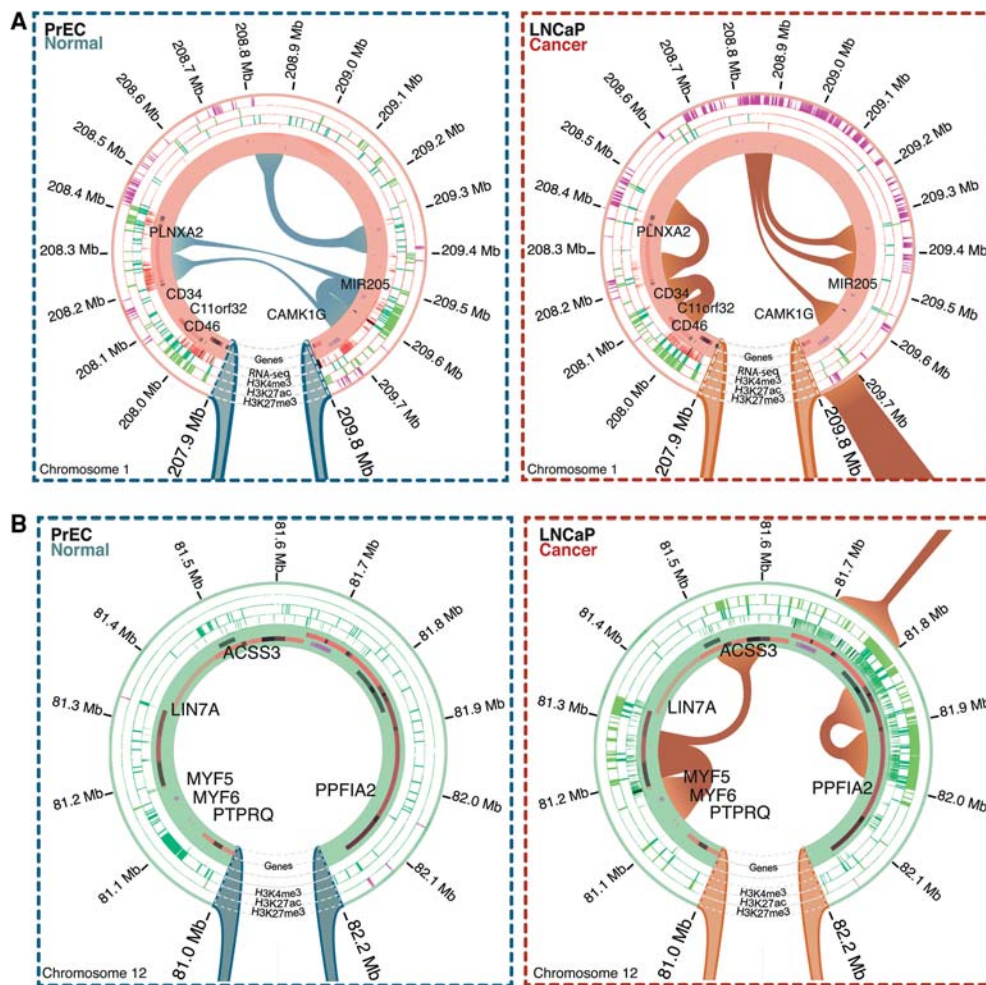 A
PrEC
Normal
207.9 Mb
208.0 Mb
208.1 Mb
208.2 Mb
208.3 Mb
208.4 Mb
208.5 Mb
208.6 Mb
208.7 Mb
208.8 Mb
208.9 Mb
209.0 Mb
209.1 Mb
209.2 Mb
209.3 Mb
209.4 Mb
209.5 Mb
209.6 Mb
209.7 Mb
209.8 Mb
PLNXA2
CD34
C11orf32
CD46
MIR205
CAMK1G
Genes
RNA-seq
H3K4me3
H3K27ac
H3K27me3
Chromosome 1
LNCaP
Cancer
207.9 Mb
208.0 Mb
208.1 Mb
208.2 Mb
208.3 Mb
208.4 Mb
208.5 Mb
208.6 Mb
208.7 Mb
208.8 Mb
208.9 Mb
209.0 Mb
209.1 Mb
209.2 Mb
209.3 Mb
209.4 Mb
209.5 Mb
209.6 Mb
209.7 Mb
209.8 Mb
PLNXA2
CD34
C11orf32
CD46
MIR205
CAMK1G
Genes
RNA-seq
H3K4me3
H3K27ac
H3K27me3
Chromosome 1
B
PrEC
Normal
81.0 Mb
81.1 Mb
81.2 Mb
81.3 Mb
81.4 Mb
81.5 Mb
81.6 Mb
81.7 Mb
81.8 Mb
81.9 Mb
82.0 Mb
82.1 Mb
82.2 Mb
ACSS3
LIN7A
MYF5
MYF6
PTPRQ
PPFIA2
Genes
H3K4me3
H3K27ac
H3K27me3
Chromosome 12
LNCaP
Cancer
81.0 Mb
81.1 Mb
81.2 Mb
81.3 Mb
81.4 Mb
81.5 Mb
81.6 Mb
81.7 Mb
81.8 Mb
81.9 Mb
82.0 Mb
82.1 Mb
82.2 Mb
ACSS3
LIN7A
MYF5
MYF6
PTPRQ
PPFIA2
Genes
H3K4me3
H3K27ac
H3K27me3
Chromosome 12